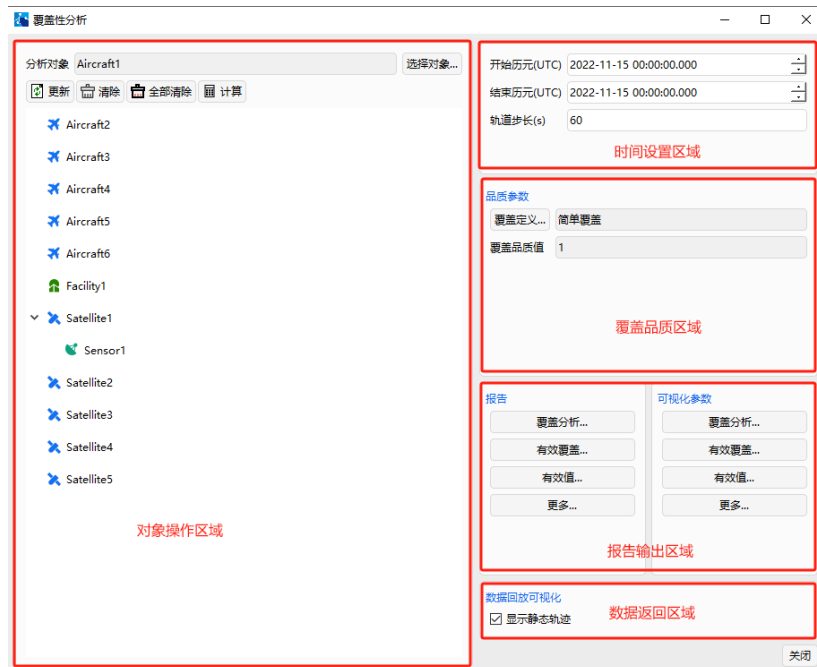 覆盖性分析
分析对象 Aircraft1 选择对象...
更新 清除 全部清除 计算
Aircraft2
Aircraft3
Aircraft4
Aircraft5
Aircraft6
Facility1
Satellite1
Sensor1
Satellite2
Satellite3
Satellite4
Satellite5
对象操作区域
开始历元(UTC) 2022-11-15 00:00:00.000
结束历元(UTC) 2022-11-15 00:00:00.000
轨道步长(s) 60
时间设置区域
品质参数
覆盖定义... 简单覆盖
覆盖品质值 1
覆盖品质区域
报告 可视化参数
覆盖分析... 覆盖分析...
有效覆盖... 有效覆盖...
有效值... 有效值...
更多... 更多...
报告输出区域
数据回放可视化
显示静态轨迹 数据返回区域
关闭